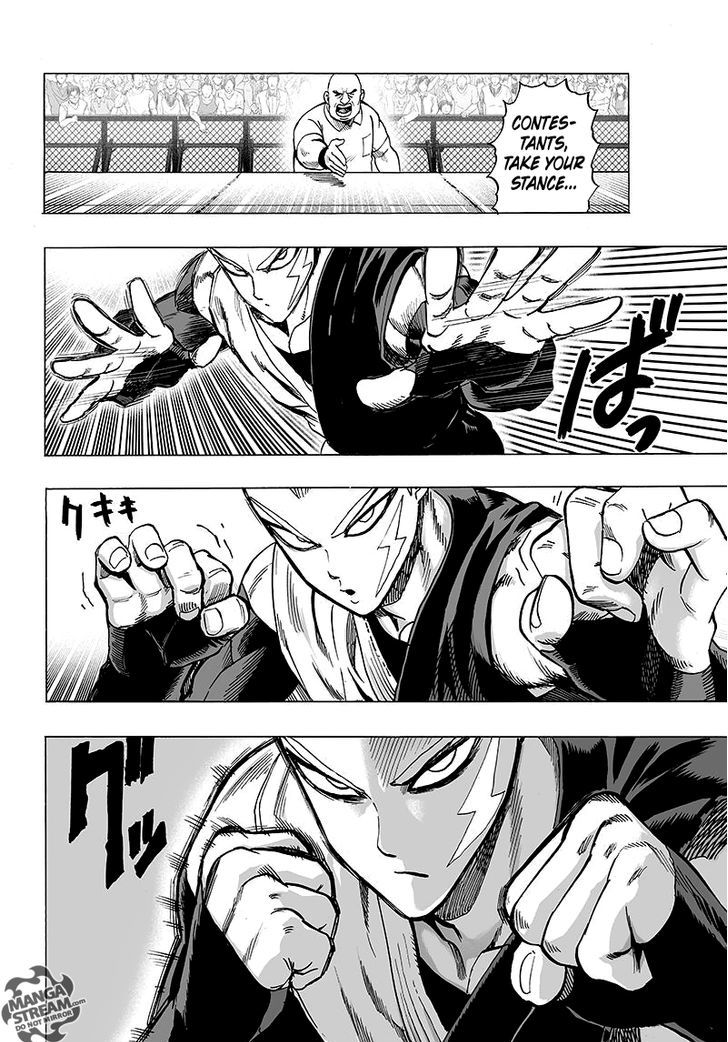 CONTES-
TANTS,
TAKE YOUR
STANCE...
ばっ
クキキ
グッ
MANGA
STREAM.com
DO NOT MIRROR!